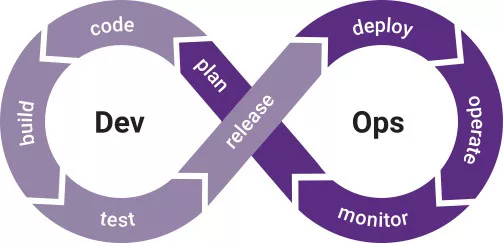 code
deploy
plan
build
Dev
release
Ops
operate
test
monitor